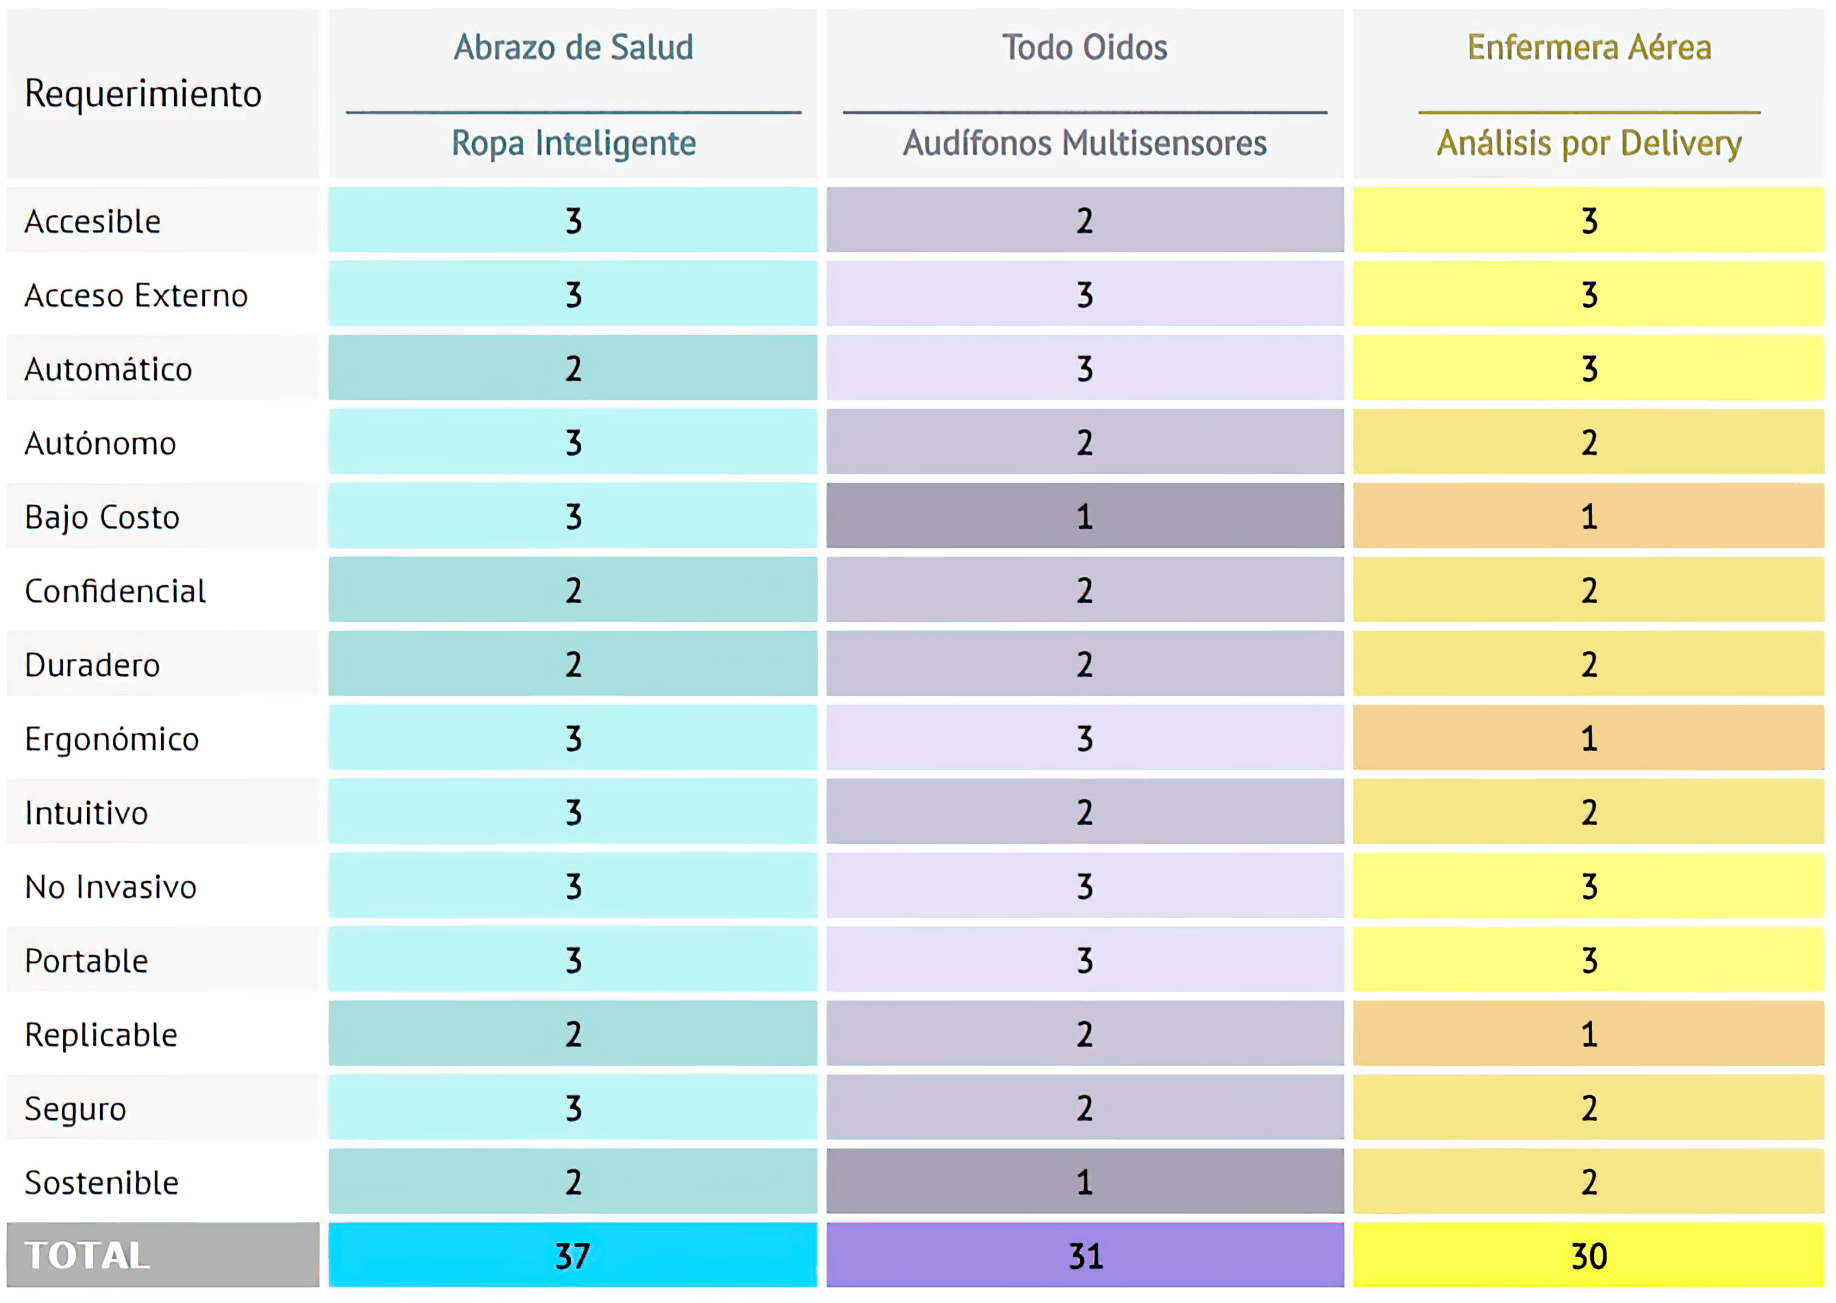 Requerimiento
Abrazo de Salud
Ropa Inteligente
Todo Oidos
Audífonos Multisensores
Enfermera Aérea
Análisis por Delivery
Accesible 3 2 3
Acceso Externo 3 3 3
Automático 2 3 3
Autónomo 3 2 2
Bajo Costo 3 1 1
Confidencial 2 2 2
Duradero 2 2 2
Ergonómico 3 3 1
Intuitivo 3 2 2
No Invasivo 3 3 3
Portable 3 3 3
Replicable 2 2 1
Seguro 3 2 2
Sostenible 2 1 2
TOTAL 37 31 30